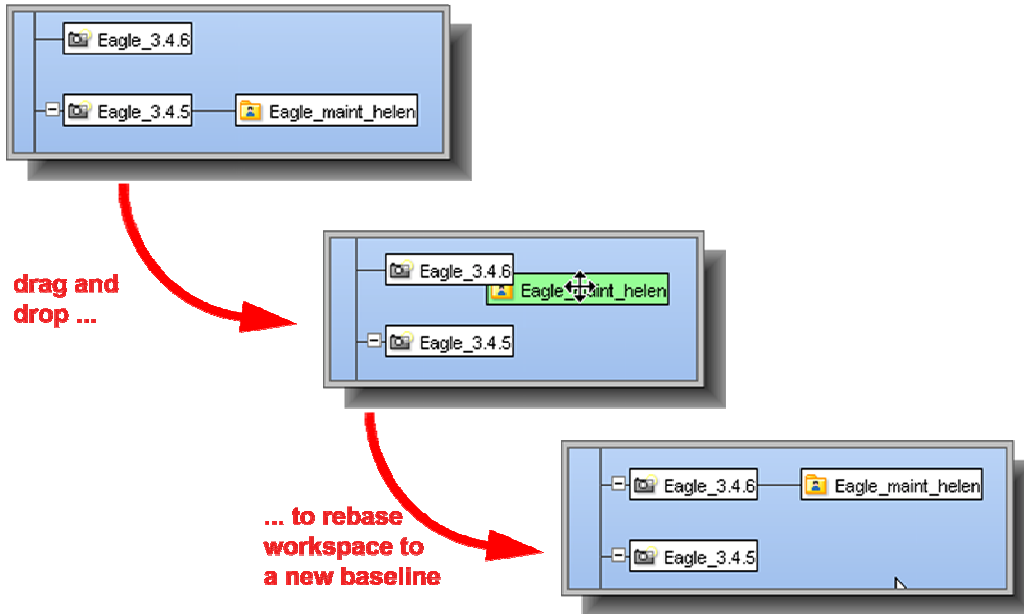 Eagle_3.4.6
Eagle_3.4.5 Eagle_maint_helen
drag and
drop ...
Eagle_3.4.6
Eagle_maint_helen
Eagle_3.4.5
... to rebase
workspace to
a new baseline
Eagle_3.4.6 Eagle_maint_helen
Eagle_3.4.5